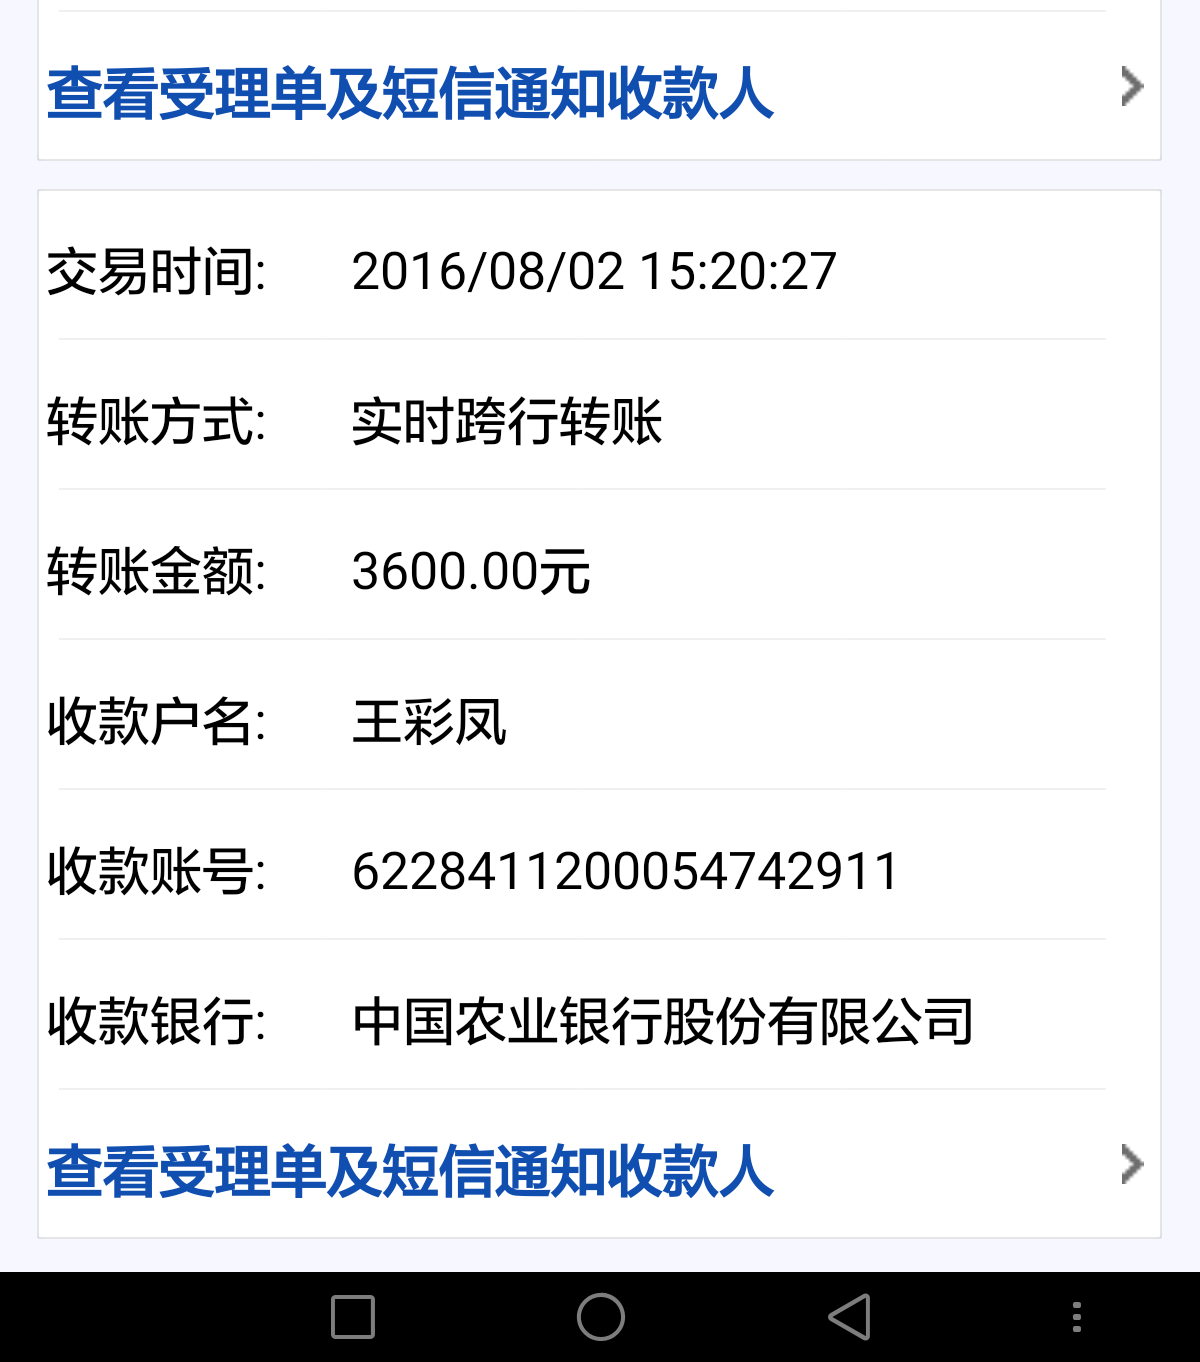 查看受理单及短信通知收款人
交易时间: 2016/08/02 15:20:27
转账方式: 实时跨行转账
转账金额: 3600.00元
收款户名: 王彩凤
收款账号: 6228411200054742911
收款银行: 中国农业银行股份有限公司
查看受理单及短信通知收款人